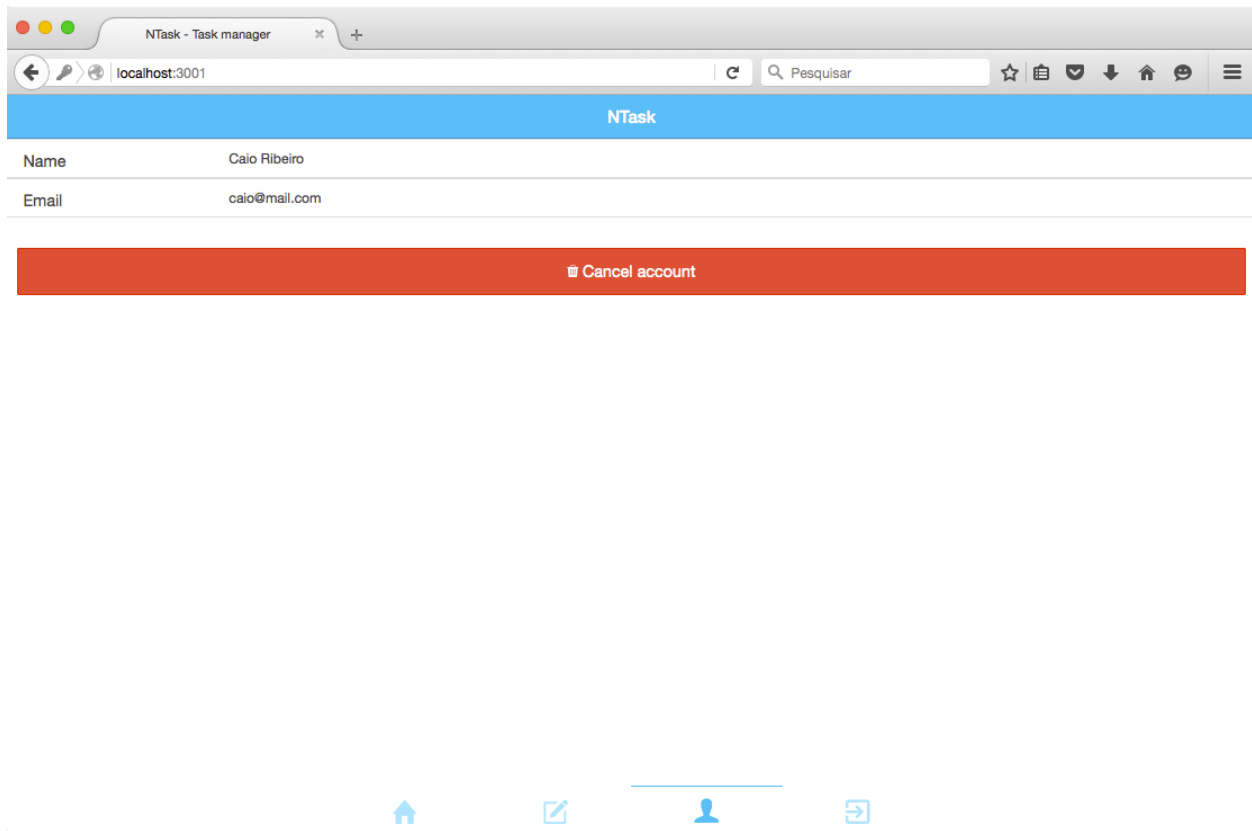 NTask - Task manager
localhost:3001
Pesquisar
NTask
Name Caio Ribeiro
Email caio@mail.com
Cancel account